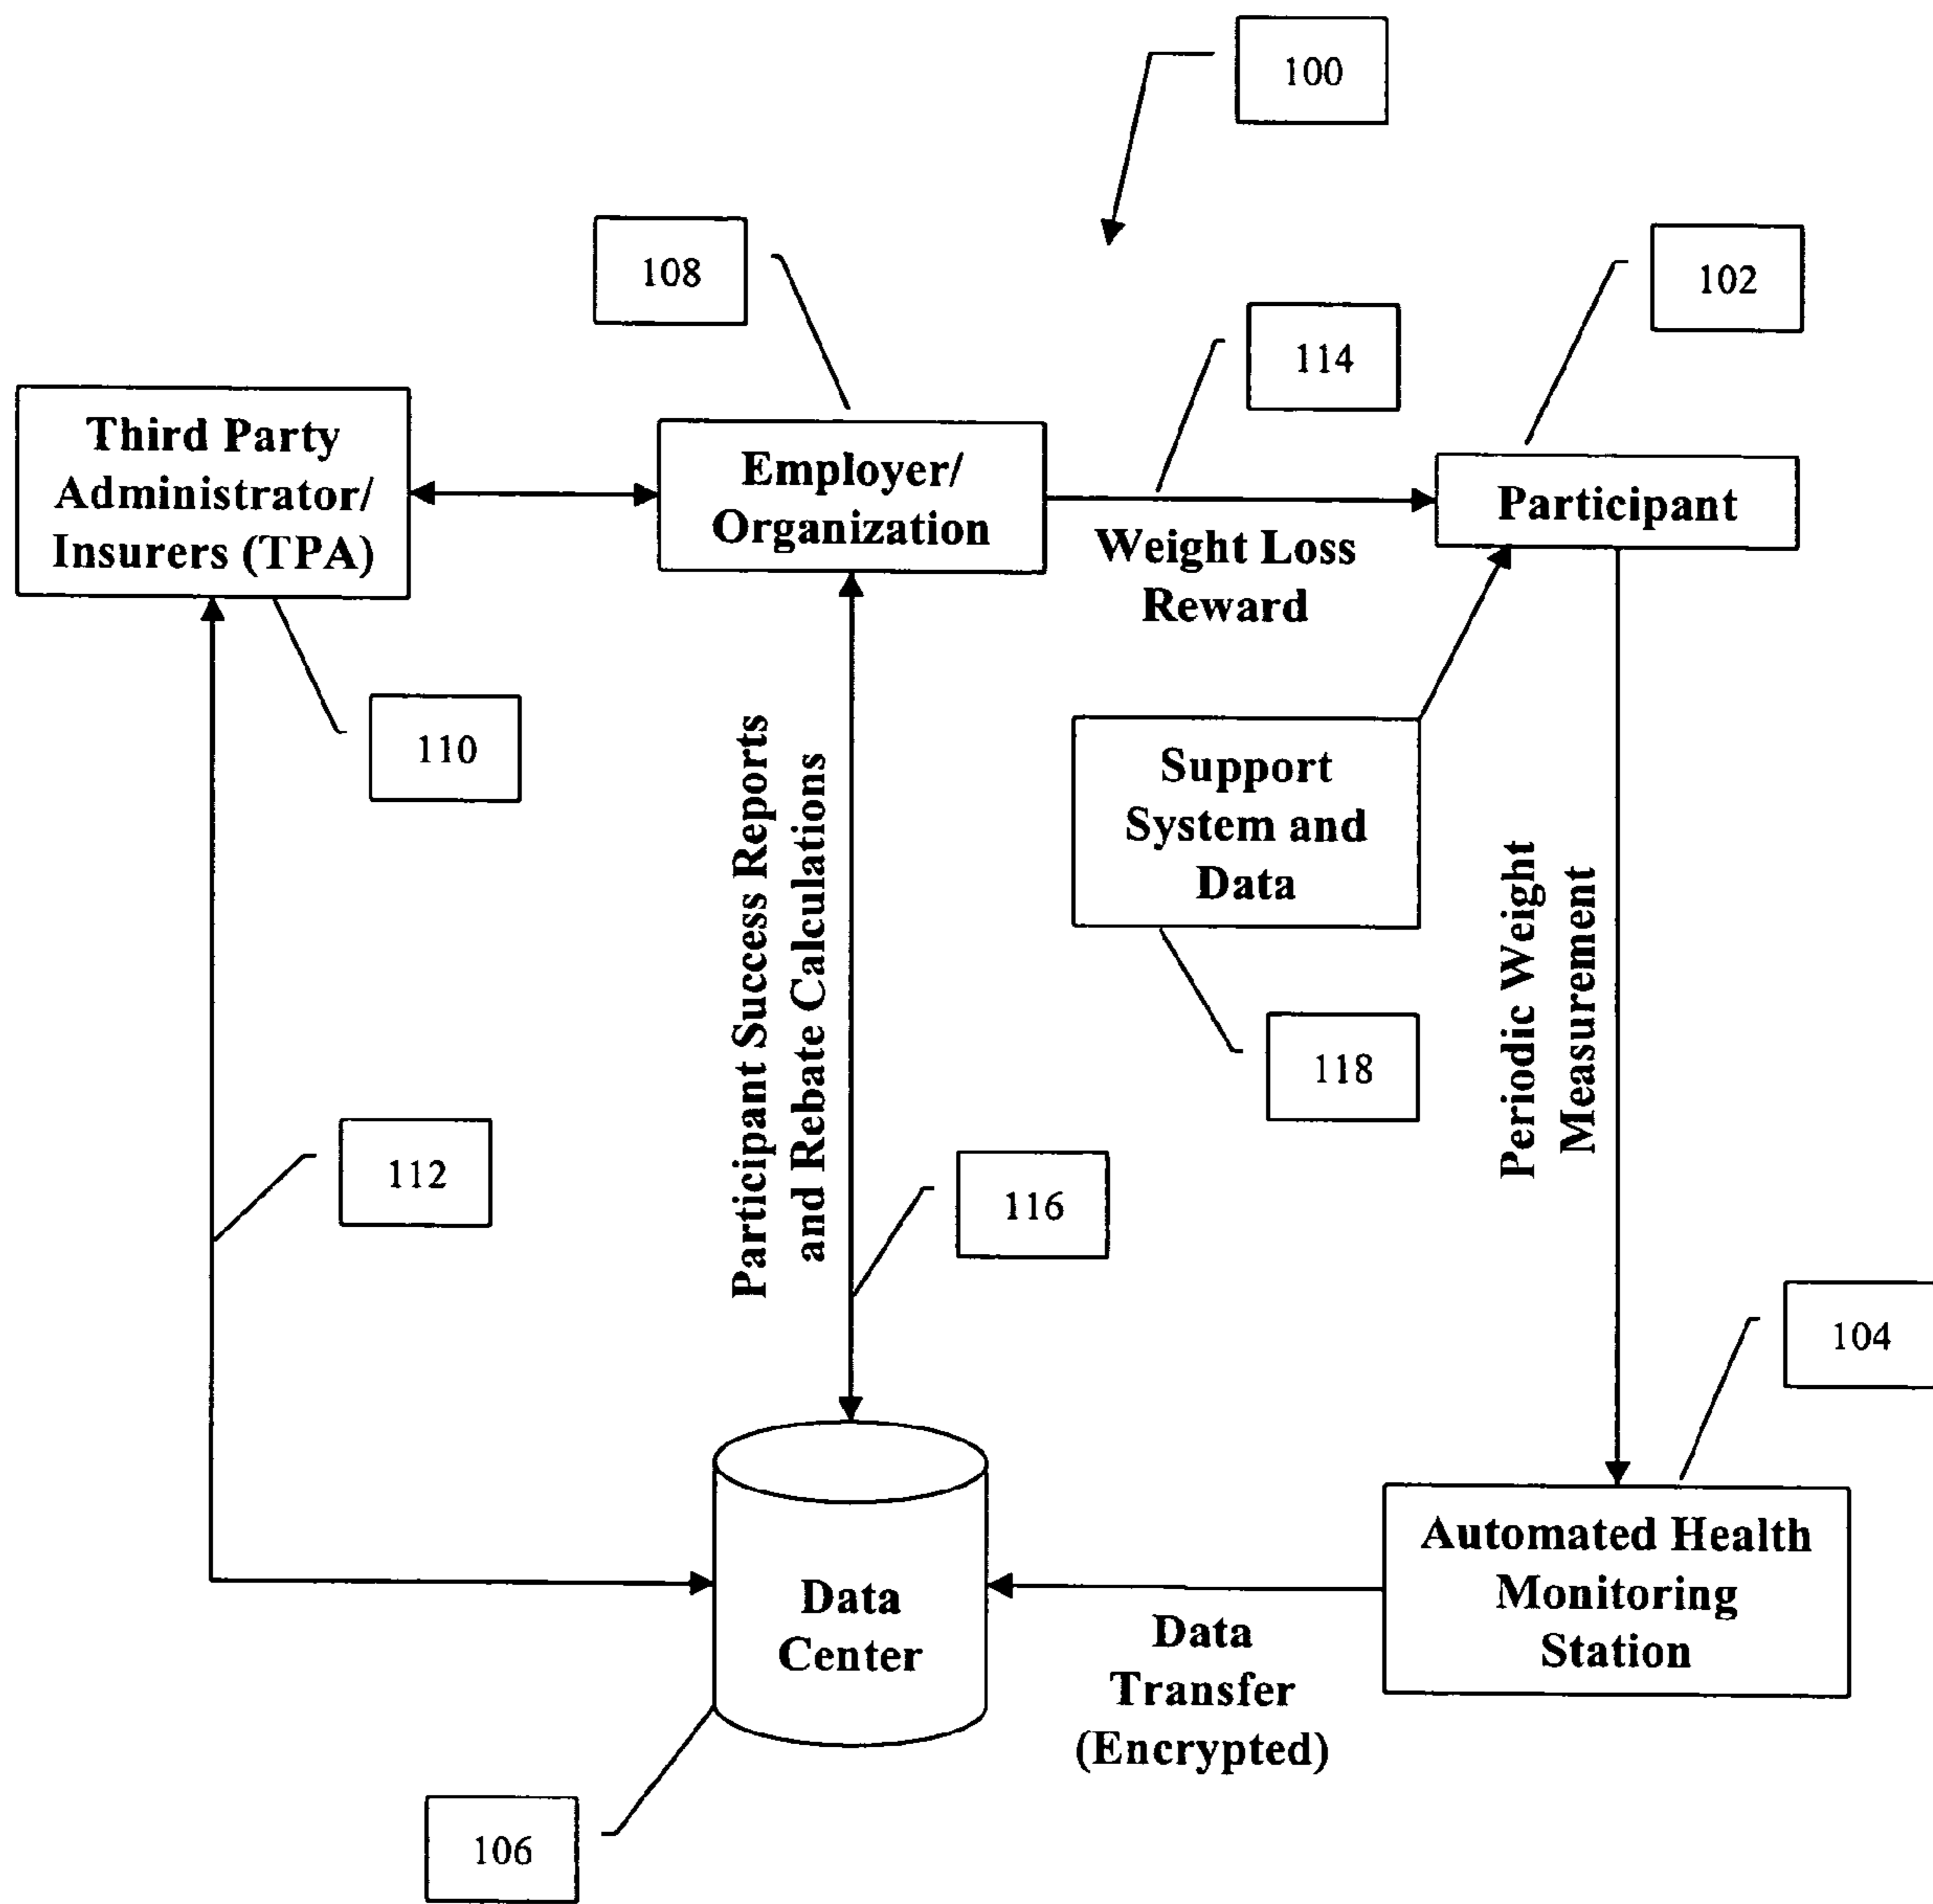 100
108
102
114
Third Party
Administrator/
Insurers (TPA)
Employer/
Organization
Participant
Weight Loss
Reward
110
Support
System and
Data
Participant Success Reports
and Rebate Calculations
Periodic Weight
Measurement
118
112
116
104
Data
Center
Automated Health
Monitoring
Station
Data
Transfer
(Encrypted)
106